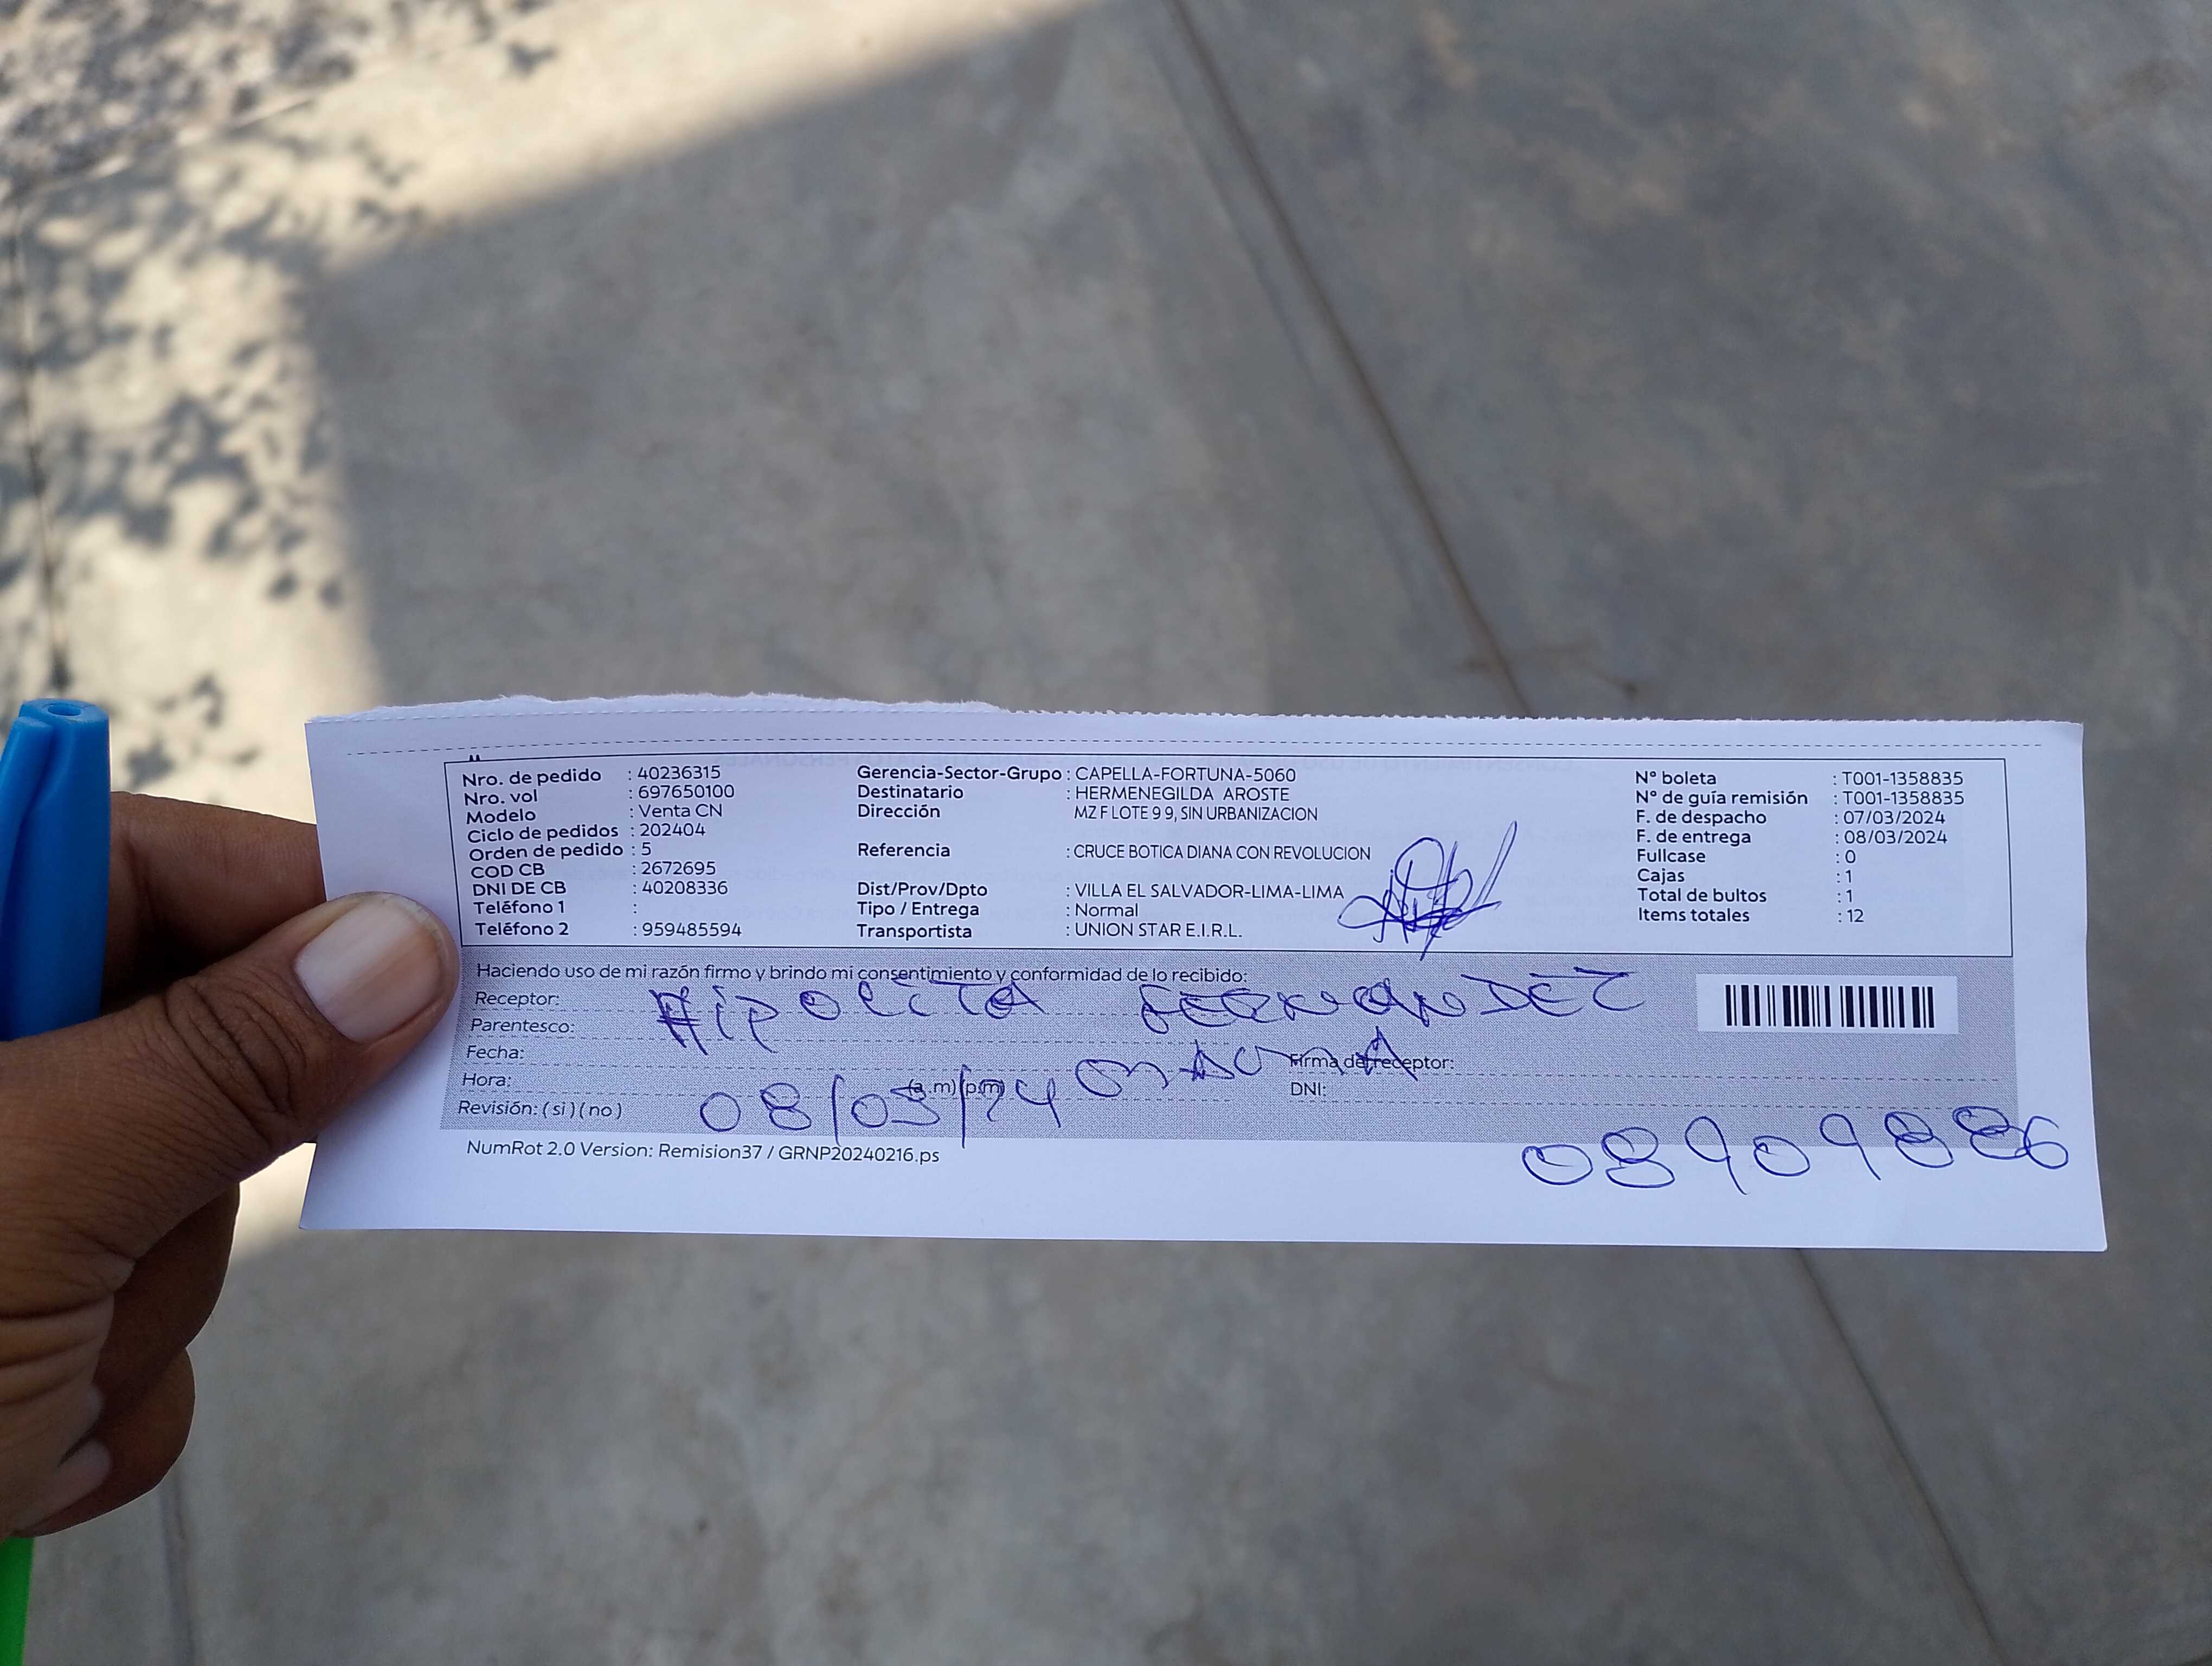 Nro. de pedido : 40236315
Nro. vol : 697650100
Modelo : Venta CN
Ciclo de pedidos : 202404
Orden de pedido : 5
COD CB : 2672695
DNI DE CB : 40208336
Teléfono 1 :
Teléfono 2 : 959485594
Gerencia-Sector-Grupo : CAPELLA-FORTUNA-5060
Destinatario : HERMENEGILDA AROSTE
Dirección MZ F LOTE 9 9, SIN URBANIZACION
Referencia : CRUCE BOTICA DIANA CON REVOLUCION
Dist/Prov/Dpto : VILLA EL SALVADOR-LIMA-LIMA
Tipo / Entrega : Normal
Transportista : UNION STAR E.I.R.L.
N° boleta : T001-1358835
N° de guía remisión : T001-1358835
F. de despacho : 07/03/2024
F. de entrega : 08/03/2024
Fullcase : 0
Cajas : 1
Total de bultos : 1
Items totales : 12
Haciendo uso de mi razón firmo y brindo mi consentimiento y conformidad de lo recibido:
Receptor: HipoLiTA FERNANDEZ
Parentesco:
Fecha: Firma de receptor:
Hora: (a.m)(p.m) DNI:
Revisión: (si)(no) 08/03/24
NumRot 2.0 Version: Remision37 / GRNP20240216.ps